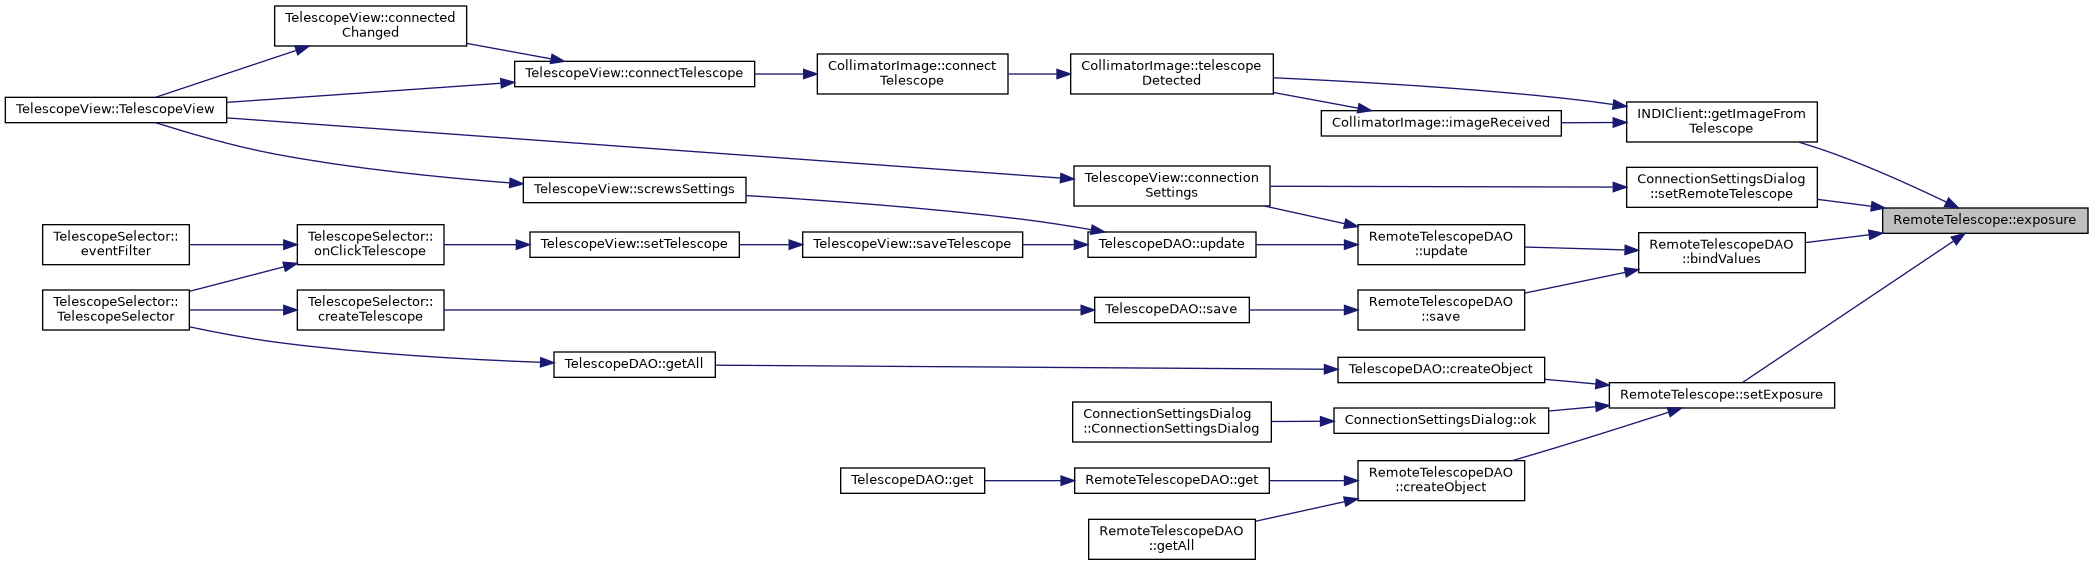 TelescopeView::connected
Changed
TelescopeView::connectTelescope
CollimatorImage::connect
Telescope
CollimatorImage::telescope
Detected
TelescopeView::TelescopeView
CollimatorImage::imageReceived
INDIClient::getImageFrom
Telescope
TelescopeView::screwsSettings
TelescopeView::connection
Settings
ConnectionSettingsDialog
::setRemoteTelescope
RemoteTelescope::exposure
TelescopeSelector::
eventFilter
TelescopeSelector::
onClickTelescope
TelescopeView::setTelescope
TelescopeView::saveTelescope
TelescopeDAO::update
RemoteTelescopeDAO
::update
RemoteTelescopeDAO
::bindValues
TelescopeSelector::
TelescopeSelector
TelescopeSelector::
createTelescope
TelescopeDAO::save
RemoteTelescopeDAO
::save
TelescopeDAO::getAll
TelescopeDAO::createObject
RemoteTelescope::setExposure
ConnectionSettingsDialog
::ConnectionSettingsDialog
ConnectionSettingsDialog::ok
TelescopeDAO::get
RemoteTelescopeDAO::get
RemoteTelescopeDAO
::createObject
RemoteTelescopeDAO
::getAll